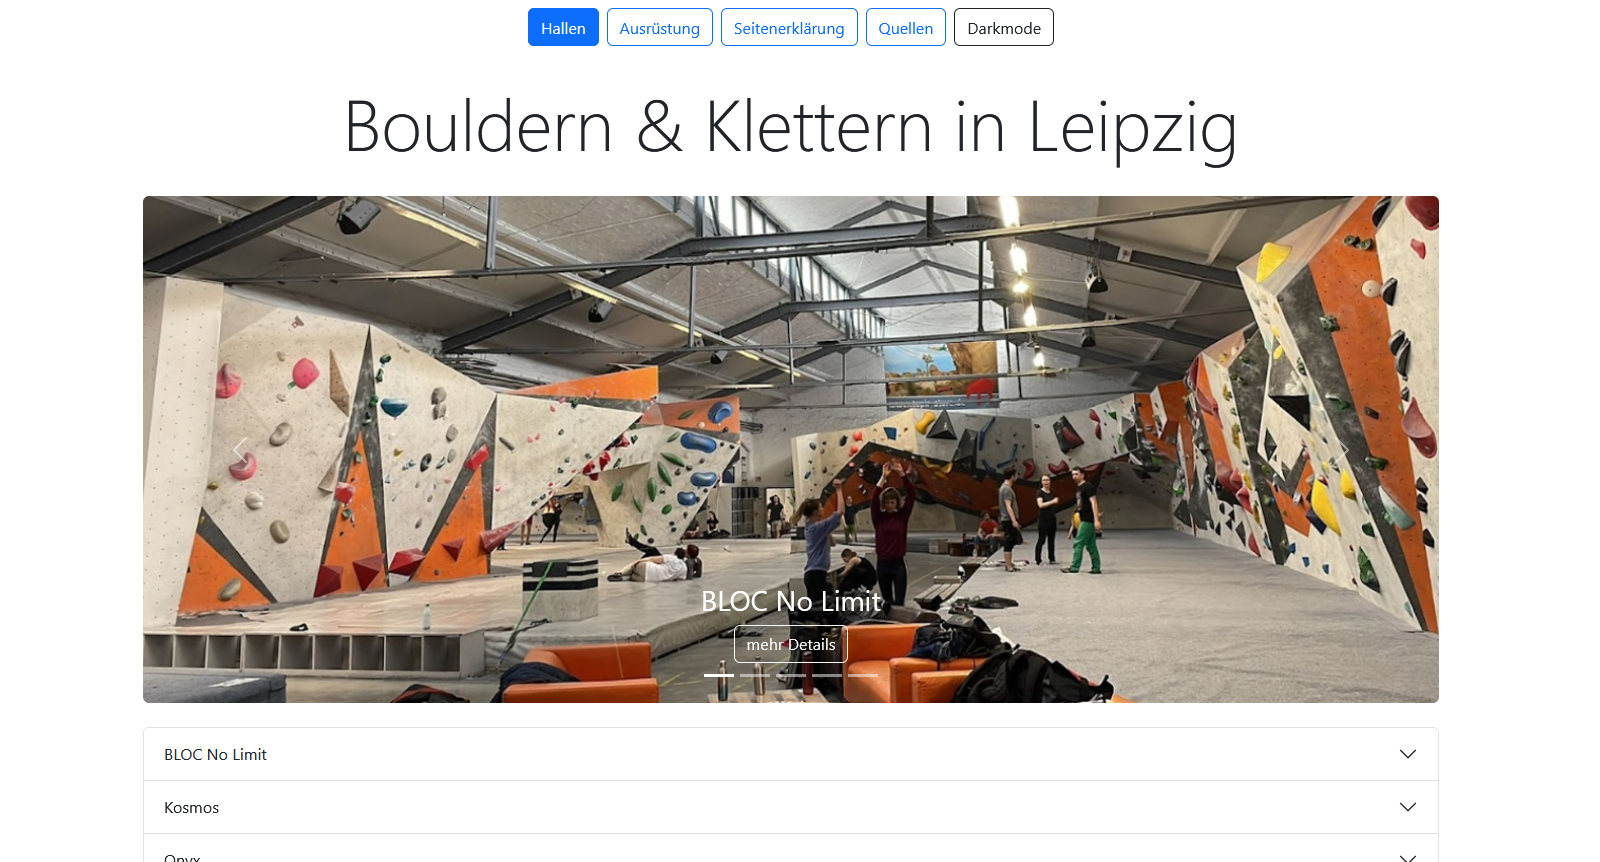 Hallen Ausrüstung Seitenerklärung Quellen Darkmode
Bouldern & Klettern in Leipzig
BLOC No Limit
mehr Details
BLOC No Limit
Kosmos
Onyx